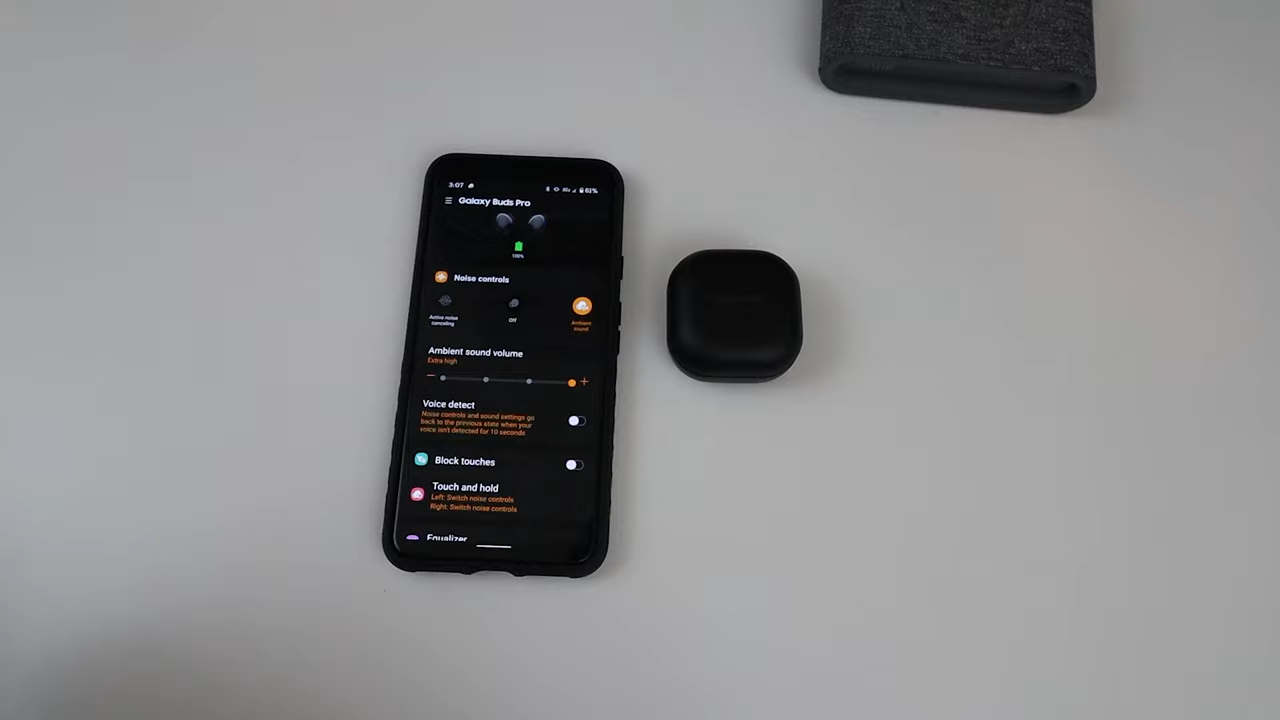 3:07
61%
Galaxy Buds Pro
100%
Noise controls
Active noise
canceling
Off
Ambient
sound
Ambient sound volume
Extra high
Voice detect
Noise controls and sound settings go
back to the previous state when your
voice isn't detected for 10 seconds
Block touches
Touch and hold
Left: Switch noise controls
Right: Switch noise controls
Equalizer